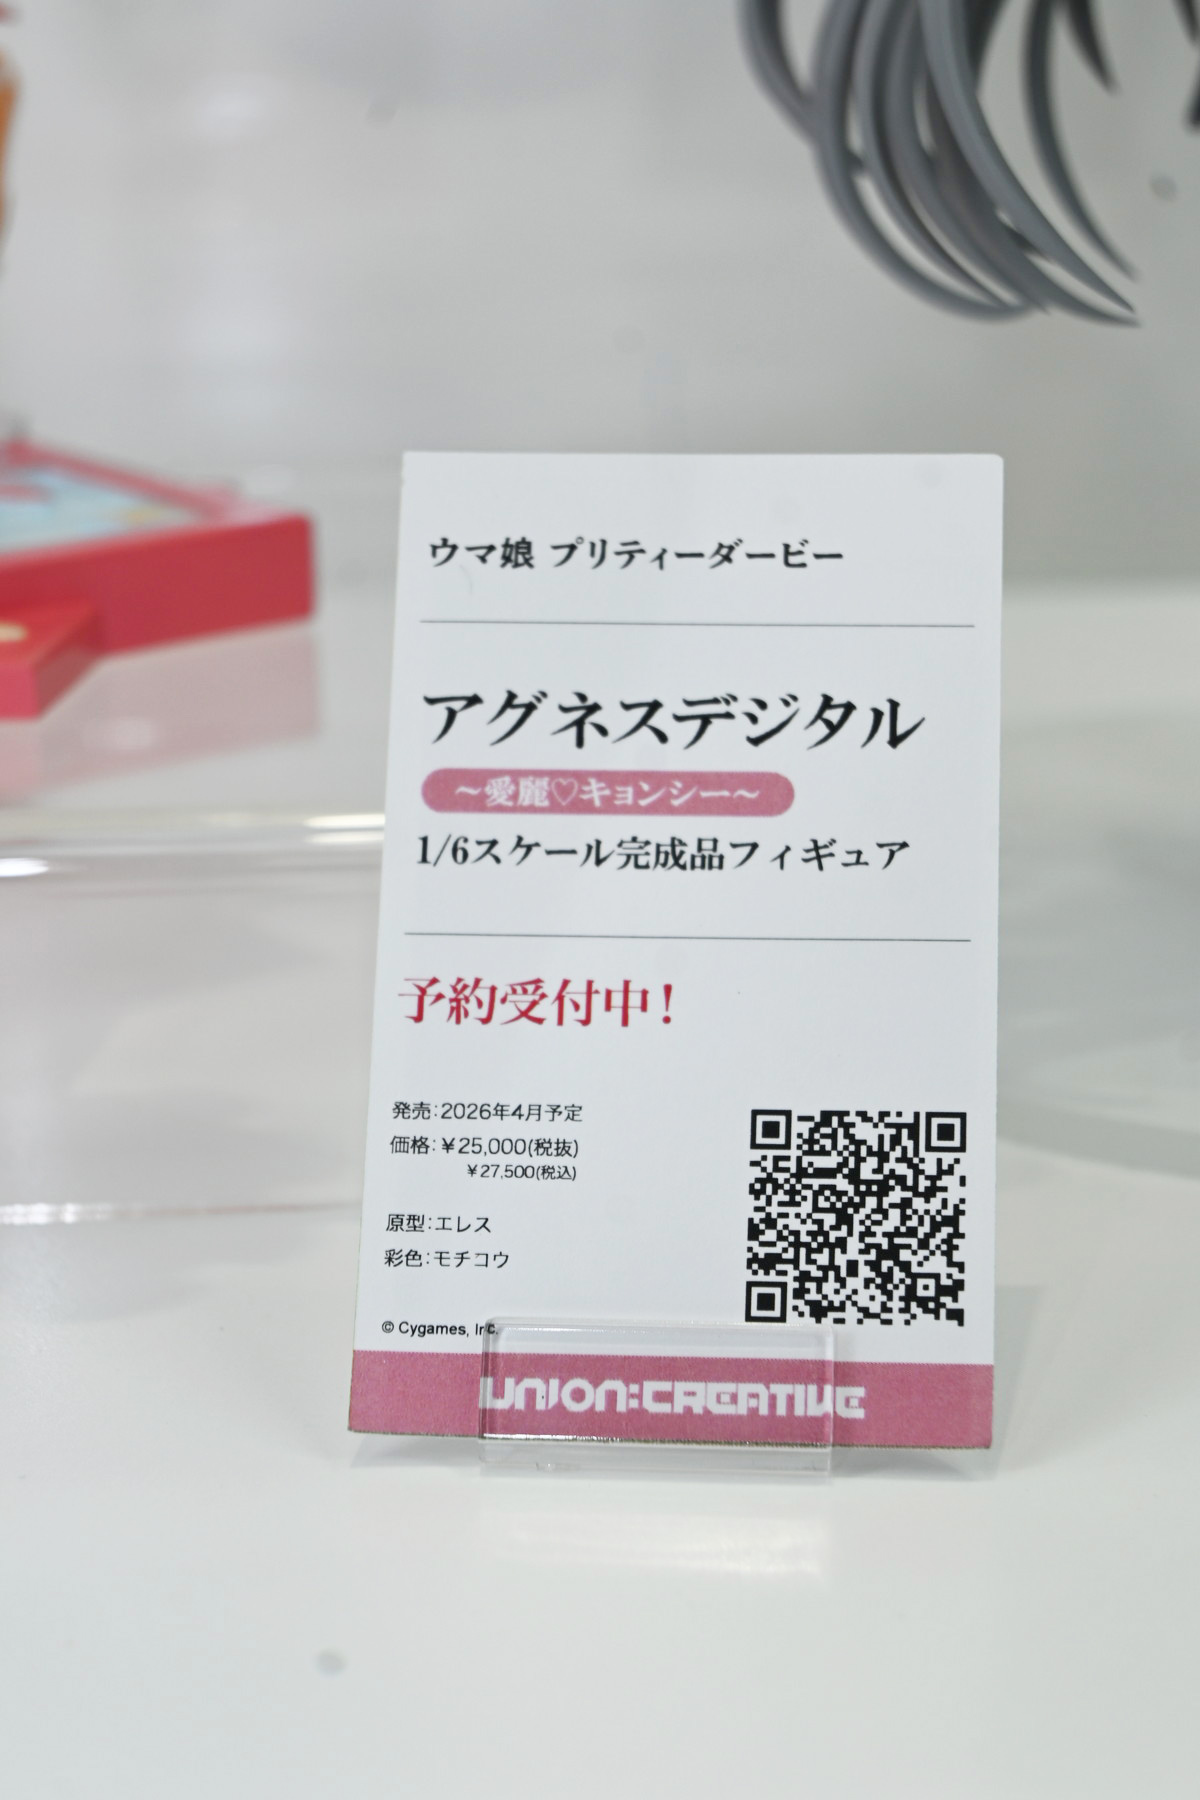 ウマ娘 プリティーダービー
アグネスデジタル
～愛麗♡キョンシー～
1/6スケール完成品フィギュア
予約受付中！
発売：2026年4月予定
価格：￥25,000(税抜)
￥27,500(税込)
原型：エレス
彩色：モチコウ
© Cygames, Inc.
UNION:CREATIVE